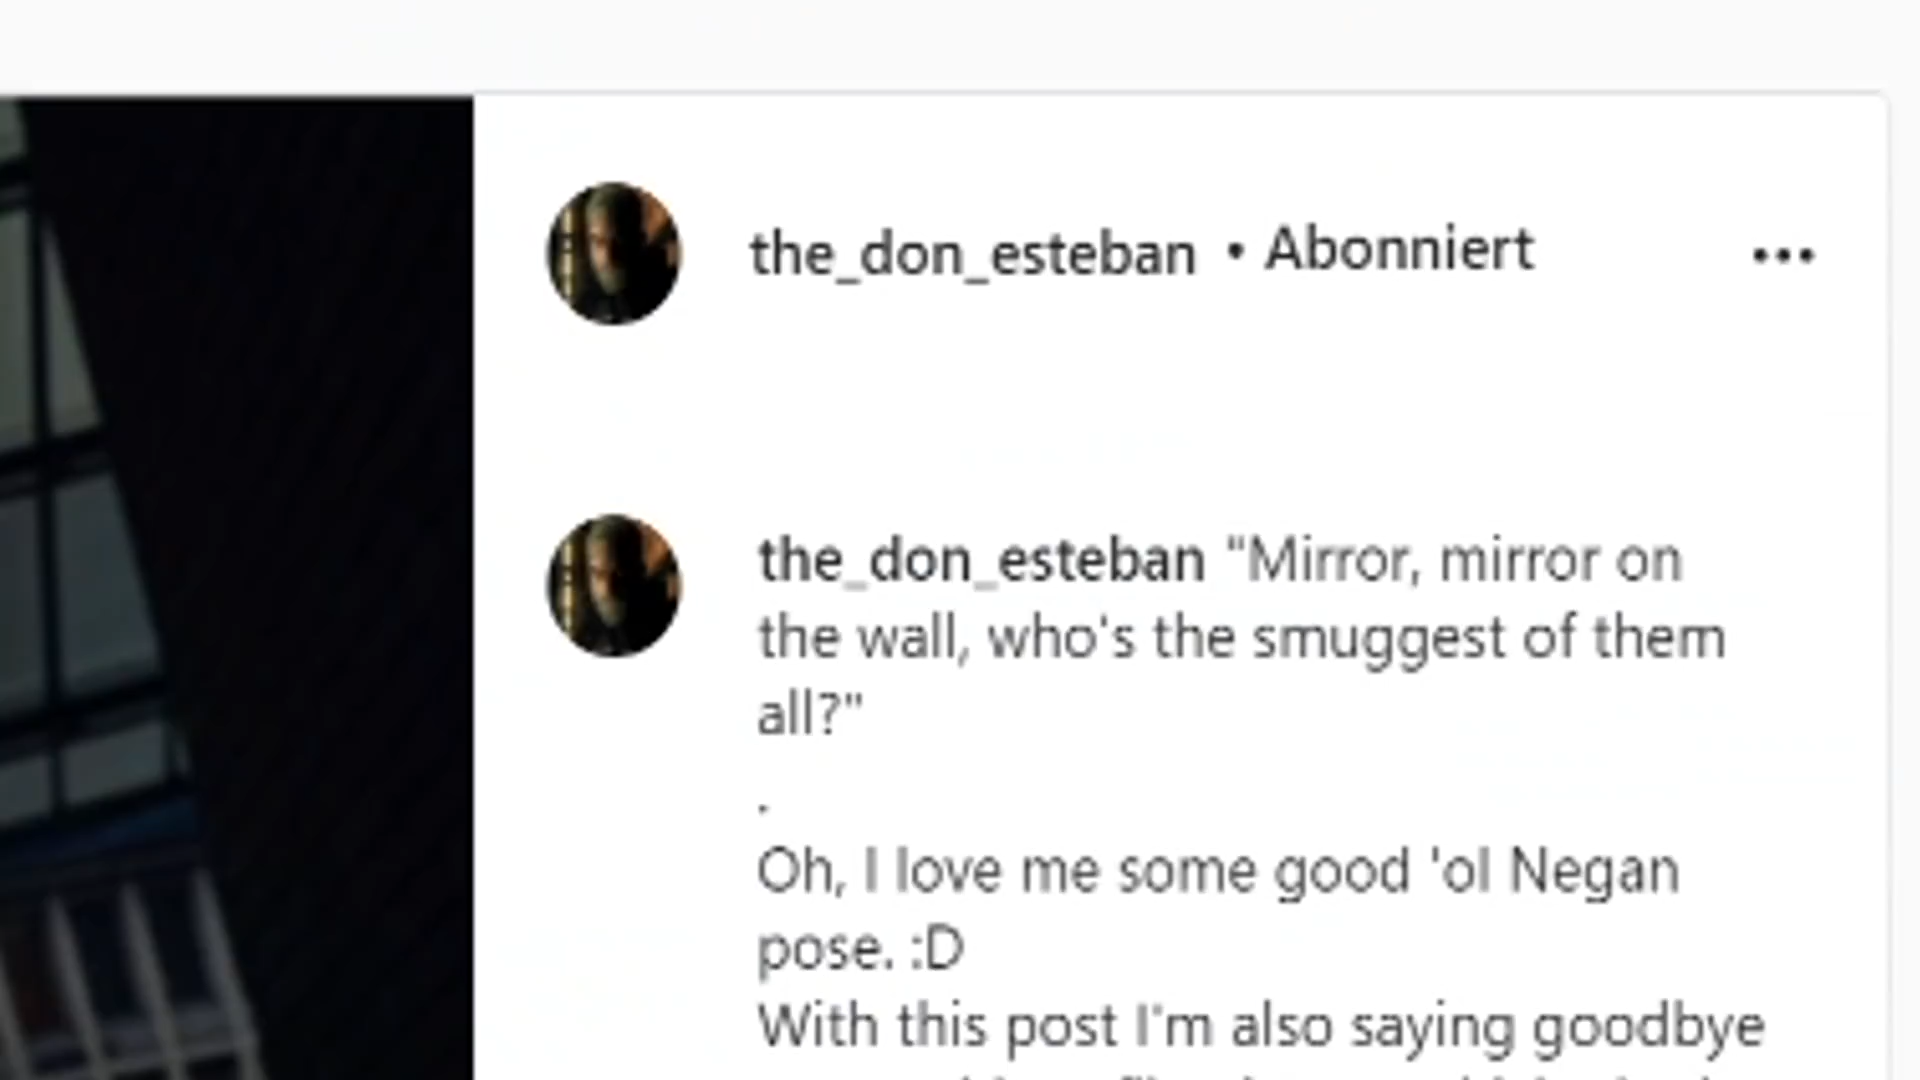 the_don_esteban • Abonniert
the_don_esteban "Mirror, mirror on
the wall, who's the smuggest of them
all?"
.
Oh, I love me some good 'ol Negan
pose. :D
With this post I'm also saying goodbye